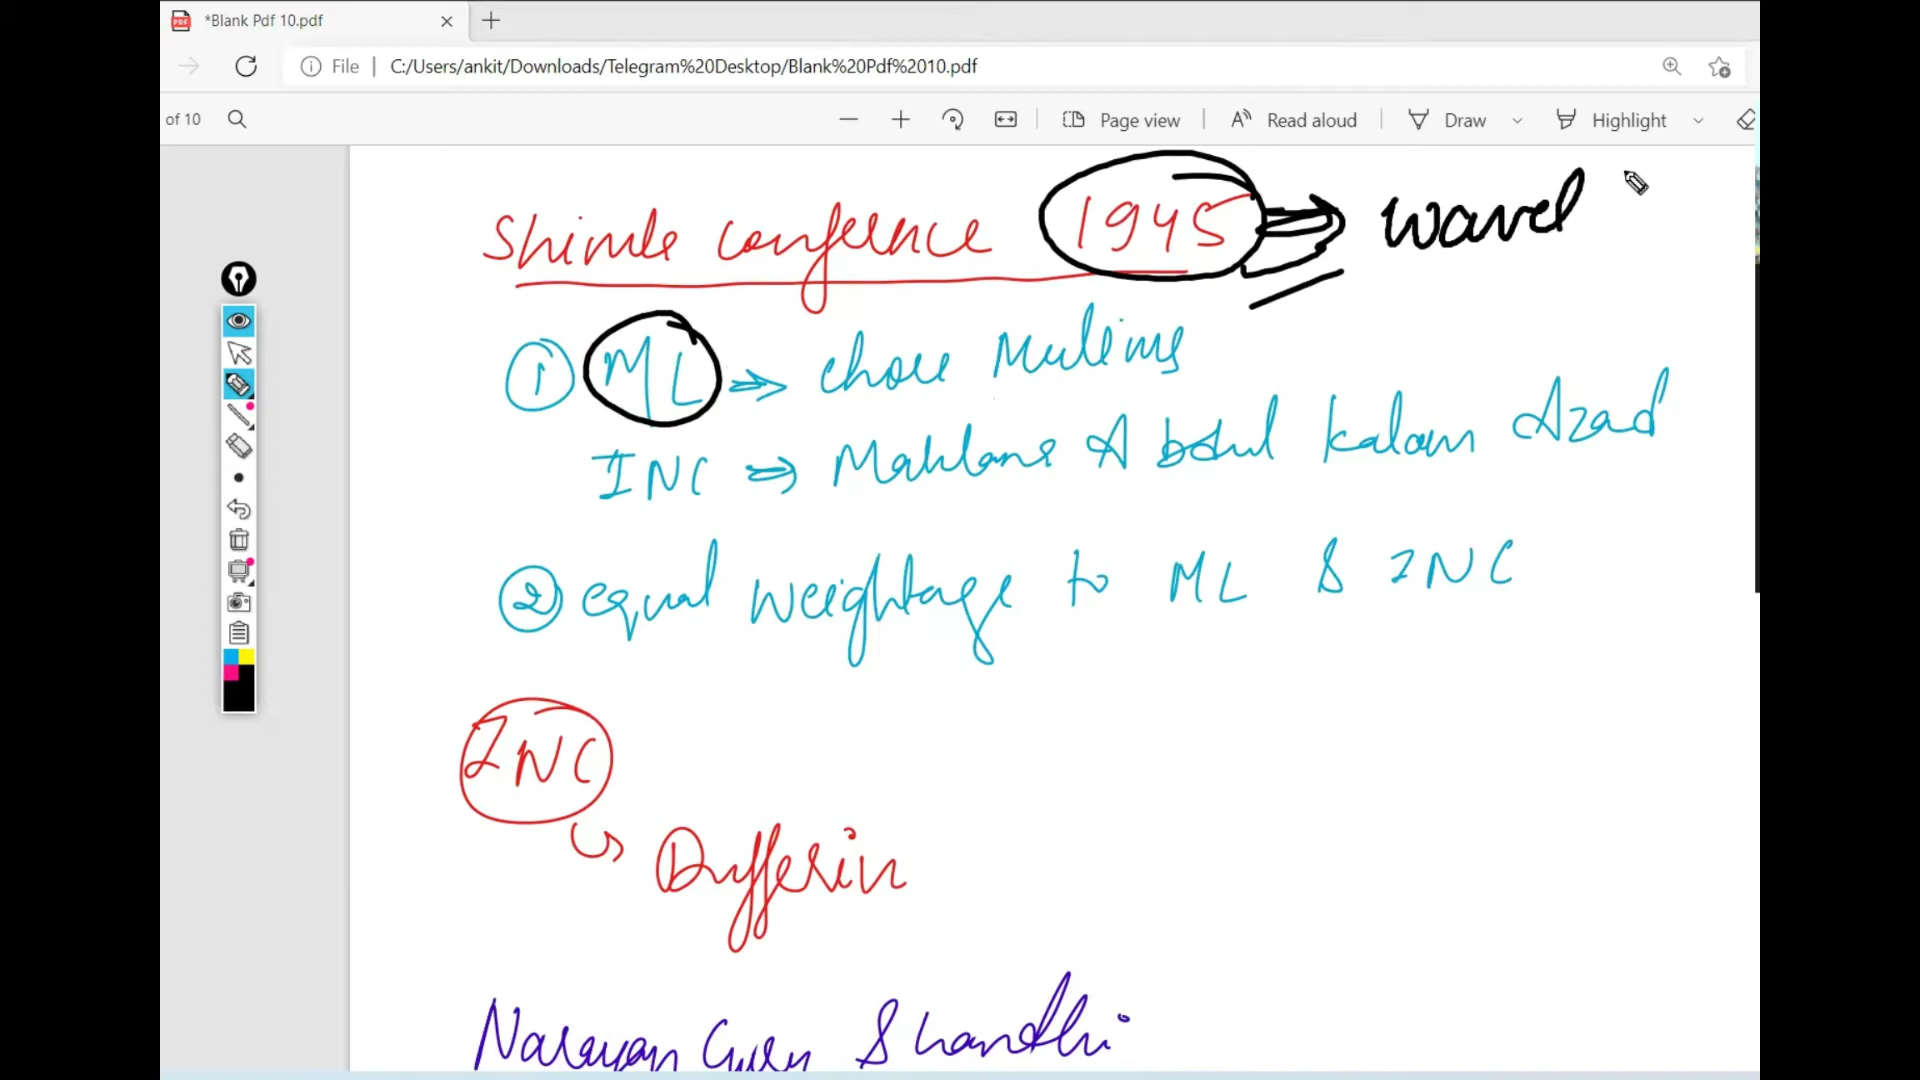 *Blank Pdf 10.pdf
File | C:/Users/ankit/Downloads/Telegram%20Desktop/Blank%20Pdf%2010.pdf
of 10 Page view Read aloud Draw Highlight
Shimla conference 1945 ⇒ wavel
① ML → chose Muslims
INC ⇒ Mahlana Abdul Kalam Azad
② equal weightage to ML & INC
INC
↪ Dufferin
Narayan Guru Shandhi